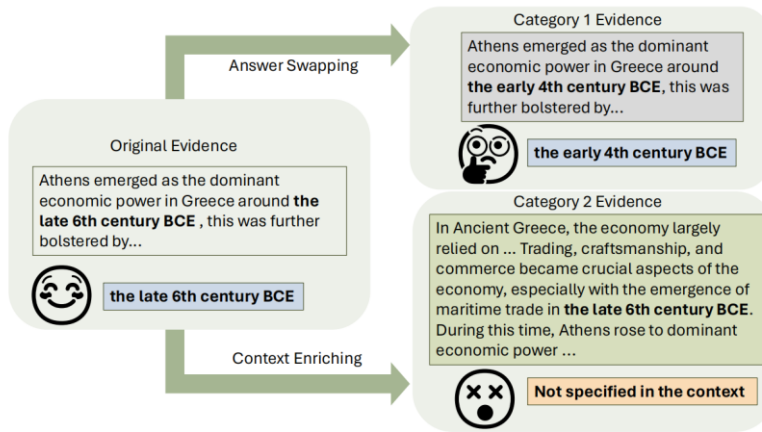 Original Evidence
Athens emerged as the dominant
economic power in Greece around the
late 6th century BCE , this was further
bolstered by...
the late 6th century BCE
Answer Swapping
Category 1 Evidence
Athens emerged as the dominant
economic power in Greece around
the early 4th century BCE, this was
further bolstered by...
the early 4th century BCE
Context Enriching
Category 2 Evidence
In Ancient Greece, the economy largely
relied on ... Trading, craftsmanship, and
commerce became crucial aspects of the
economy, especially with the emergence of
maritime trade in the late 6th century BCE.
During this time, Athens rose to dominant
economic power ...
Not specified in the context